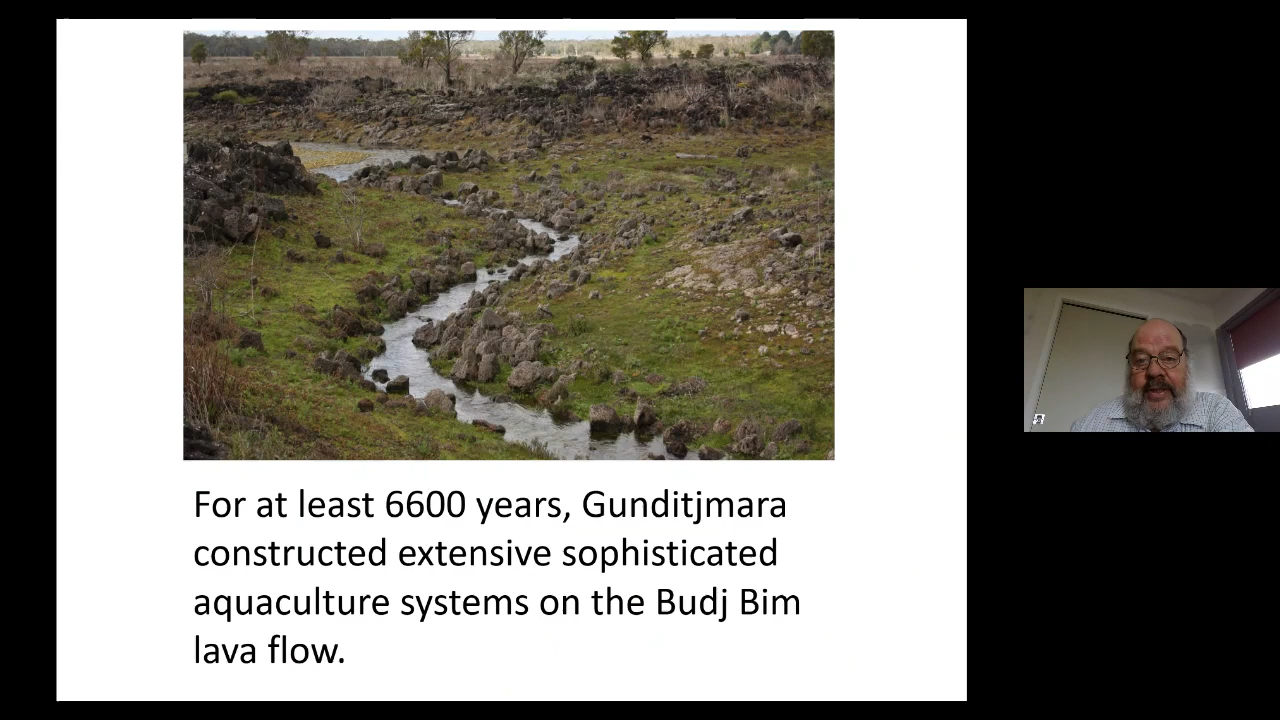 For at least 6600 years, Gunditjmara
constructed extensive sophisticated
aquaculture systems on the Budj Bim
lava flow.